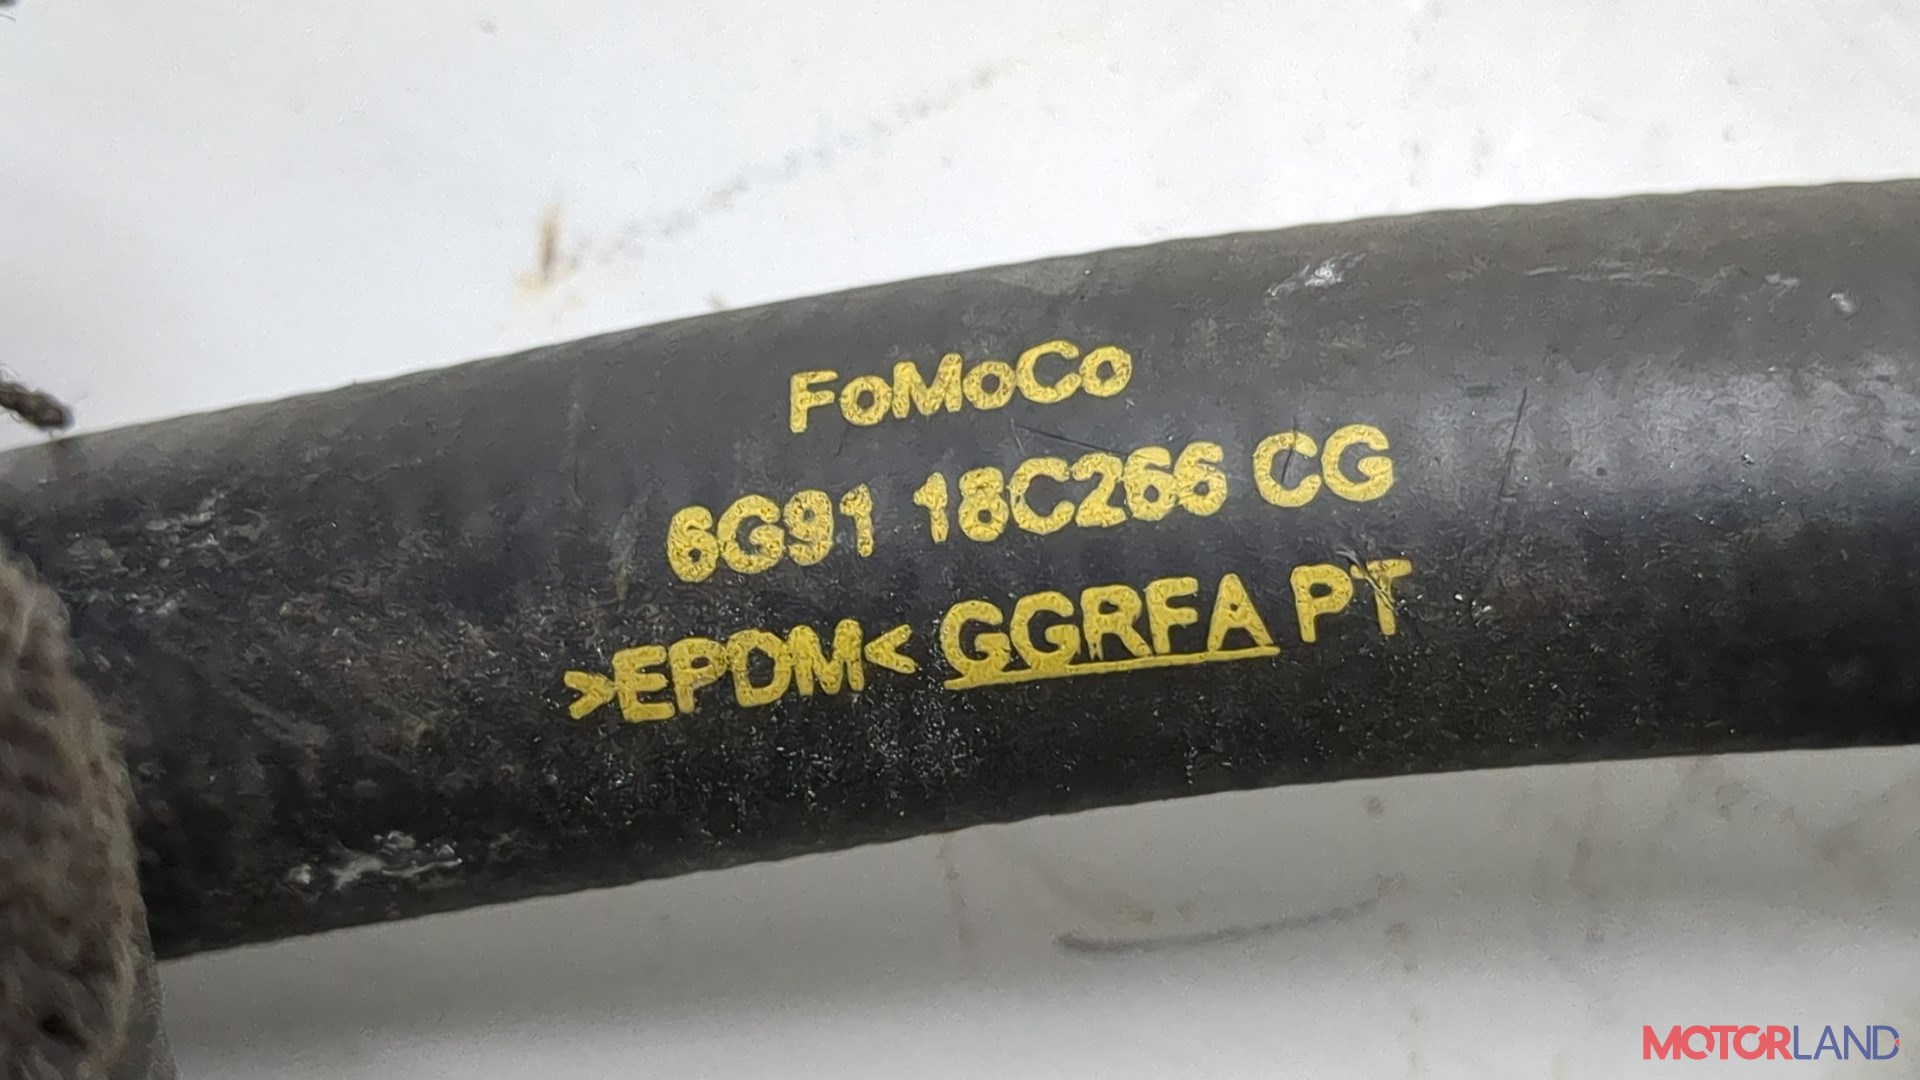 FoMoCo
6G91 18C266 CG
>EPDM< GGRFA PT
MOTORLAND